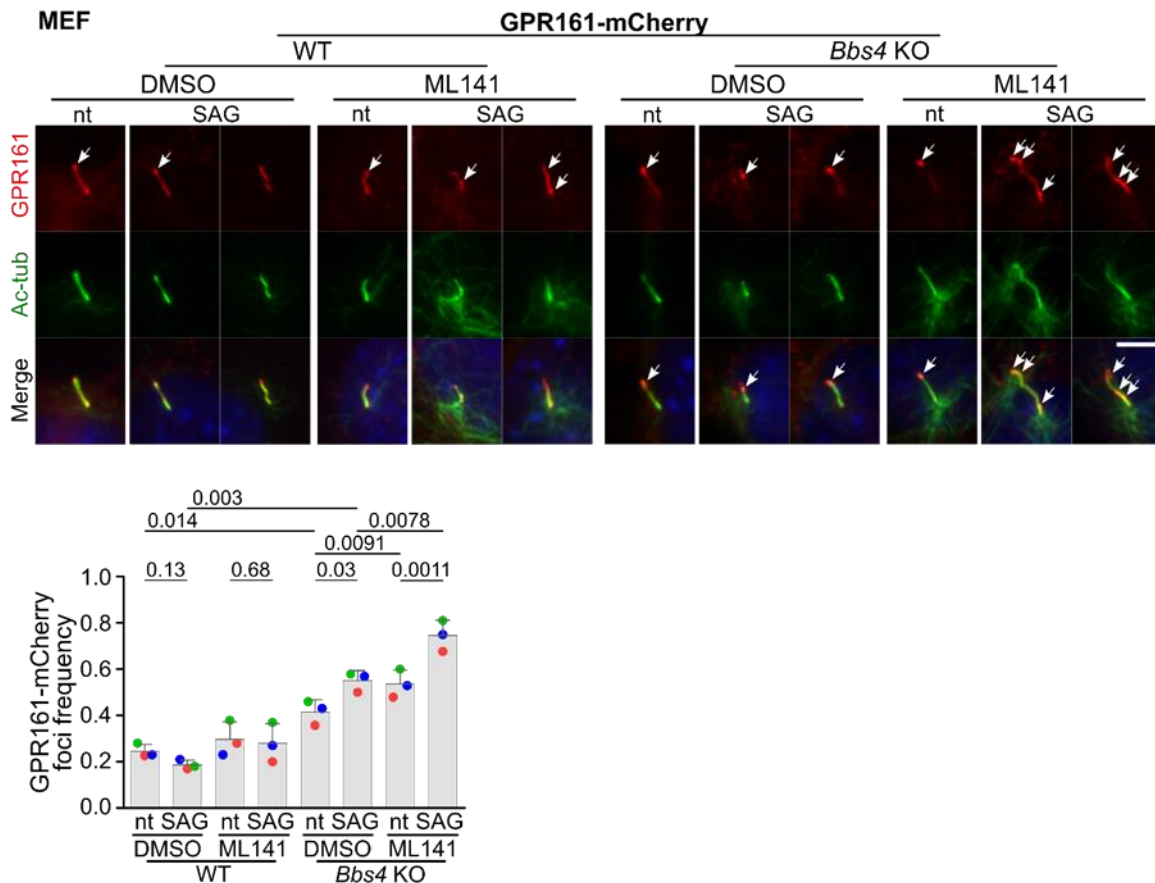 MEF
GPR161-mCherry
WT
Bbs4 KO
DMSO
ML141
DMSO
ML141
nt
SAG
nt
SAG
nt
SAG
nt
SAG
GPR161
Ac-tub
Merge
0.003
0.014
0.0078
0.0091
0.13
0.68
0.03
0.0011
GPR161-mCherry
foci frequency
1.0
0.8
0.6
0.4
0.2
0.0
nt SAG nt SAG nt SAG nt SAG
DMSO ML141 DMSO ML141
WT Bbs4 KO